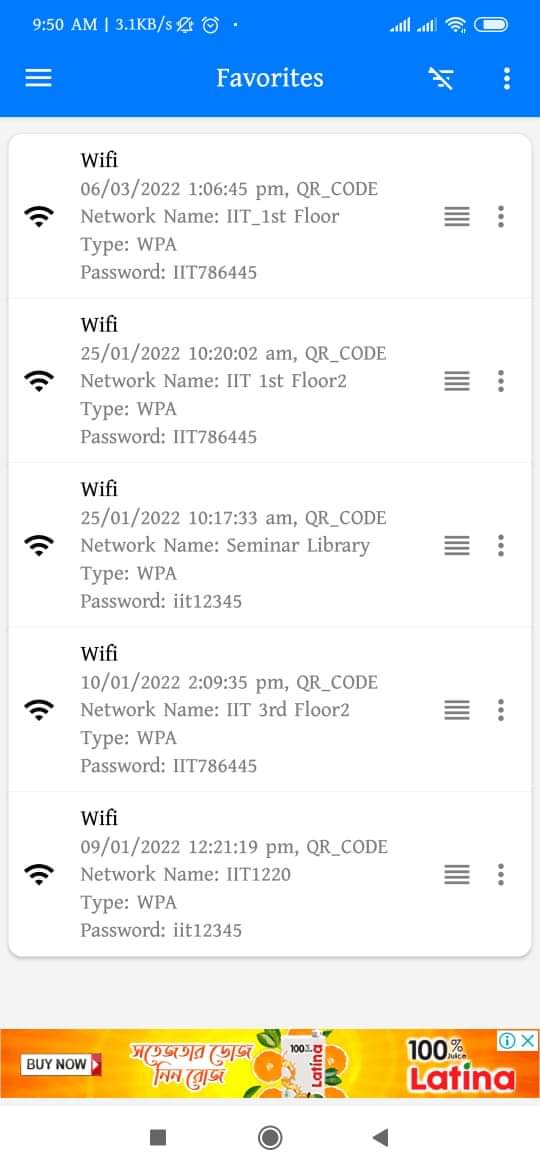 9:50 AM | 3.1KB/s
Favorites
Wifi
06/03/2022 1:06:45 pm, QR_CODE
Network Name: IIT_1st Floor
Type: WPA
Password: IIT786445
Wifi
25/01/2022 10:20:02 am, QR_CODE
Network Name: IIT 1st Floor2
Type: WPA
Password: IIT786445
Wifi
25/01/2022 10:17:33 am, QR_CODE
Network Name: Seminar Library
Type: WPA
Password: iit12345
Wifi
10/01/2022 2:09:35 pm, QR_CODE
Network Name: IIT 3rd Floor2
Type: WPA
Password: IIT786445
Wifi
09/01/2022 12:21:19 pm, QR_CODE
Network Name: IIT1220
Type: WPA
Password: iit12345
BUY NOW
সতেজতার ডোজ
নিন রোজ
100%
Latina
100% Juice
Latina